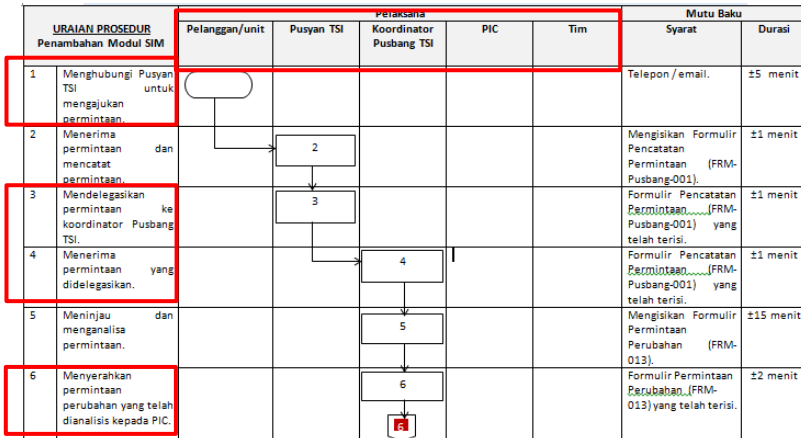 Pelaksana
Mutu Baku
URAIAN PROSEDUR
Penambahan Modul SIM
Pelanggan/unit
Pusyan TSI
Koordinator
Pusbang TSI
PIC
Tim
Syarat
Durasi
1
Menghubungi Pusyan
TSI untuk
mengajukan
permintaan.
Telepon / email.
±5 menit
2
Menerima
permintaan dan
mencatat
permintaan.
2
Mengisikan Formulir
Pencatatan
Permintaan (FRM-
Pusbang-001).
±1 menit
3
Mendelegasikan
permintaan ke
koordinator Pusbang
TSI.
3
Formulir Pencatatan
Permintaan (FRM-
Pusbang-001) yang
telah terisi.
±1 menit
4
Menerima
permintaan yang
didelegasikan.
4
Formulir Pencatatan
Permintaan (FRM-
Pusbang-001) yang
telah terisi.
±1 menit
5
Meninjau dan
menganalisa
permintaan.
5
Mengisikan Formulir
Permintaan
Perubahan (FRM-
013).
±15 menit
6
Menyerahkan
permintaan
perubahan yang telah
dianalisis kepada PIC.
6
6
Formulir Permintaan
Perubahan (FRM-
013) yang telah terisi.
±2 menit